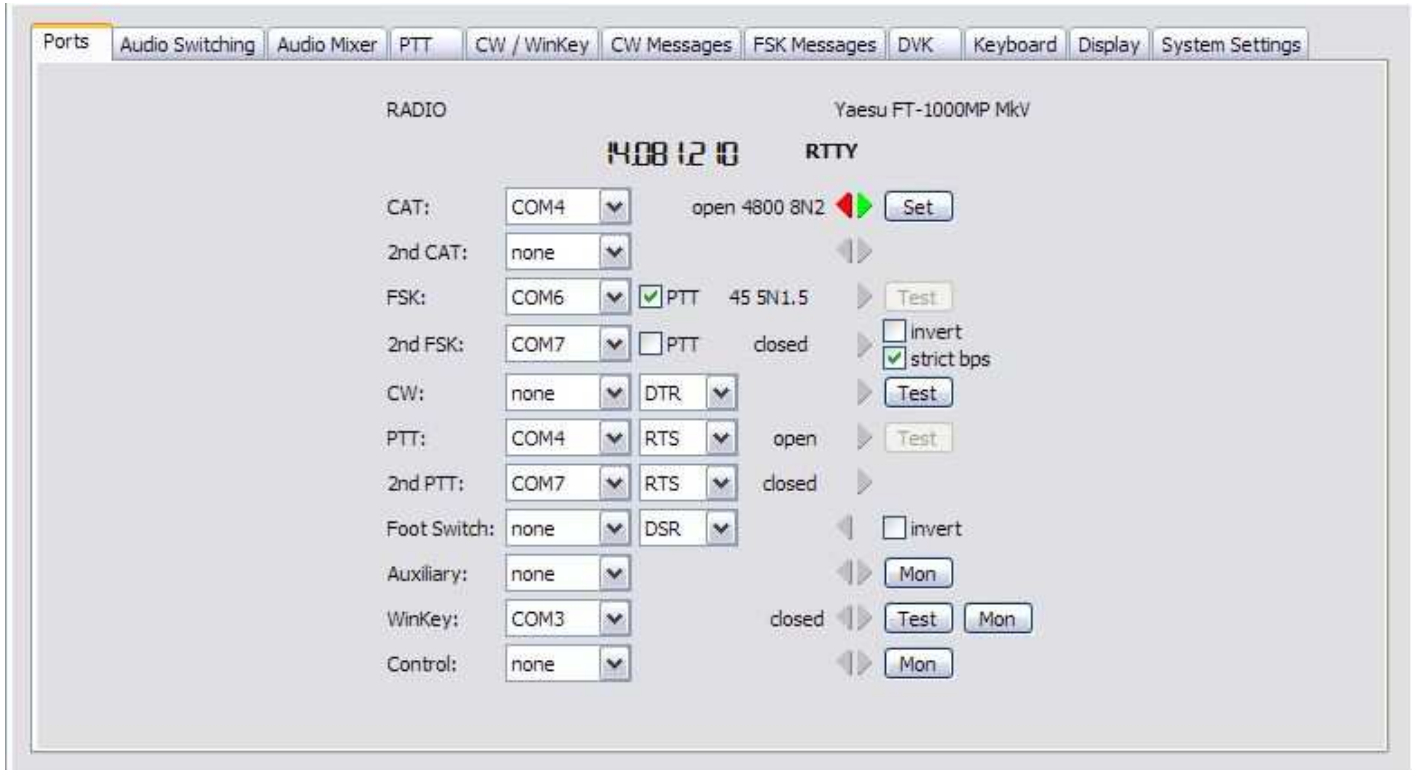 Ports Audio Switching Audio Mixer PTT CW / WinKey CW Messages FSK Messages DVK Keyboard Display System Settings
RADIO Yaesu FT-1000MP MkV
14.081.210 RTTY
CAT: COM4 open 4800 8N2 Set
2nd CAT: none
FSK: COM6 PTT 45 5N1.5 Test
2nd FSK: COM7 PTT closed invert
strict bps
CW: none DTR Test
PTT: COM4 RTS open Test
2nd PTT: COM7 RTS closed
Foot Switch: none DSR invert
Auxiliary: none Mon
WinKey: COM3 closed Test Mon
Control: none Mon